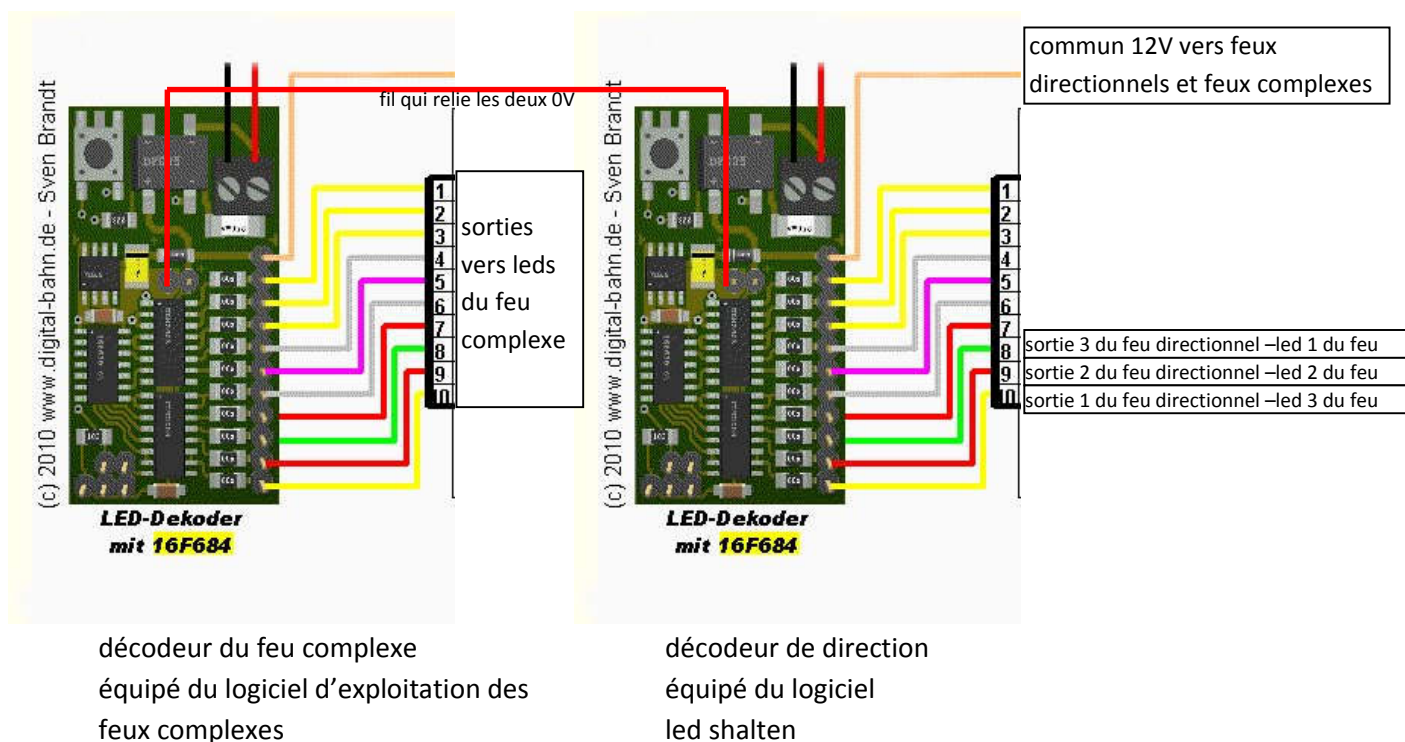 commun 12V vers feux
directionnels et feux complexes
fil qui relie les deux 0V
(c) 2010 www.digital-bahn.de - Sven Brandt
1
2
3
4
5
6
7
8
9
10
sorties
vers leds
du feu
complexe
LED-Dekoder
mit 16F684
(c) 2010 www.digital-bahn.de - Sven Brandt
1
2
3
4
5
6
7
8
9
10
sortie 3 du feu directionnel –led 1 du feu
sortie 2 du feu directionnel –led 2 du feu
sortie 1 du feu directionnel –led 3 du feu
LED-Dekoder
mit 16F684
décodeur du feu complexe
équipé du logiciel d’exploitation des
feux complexes
décodeur de direction
équipé du logiciel
led shalten